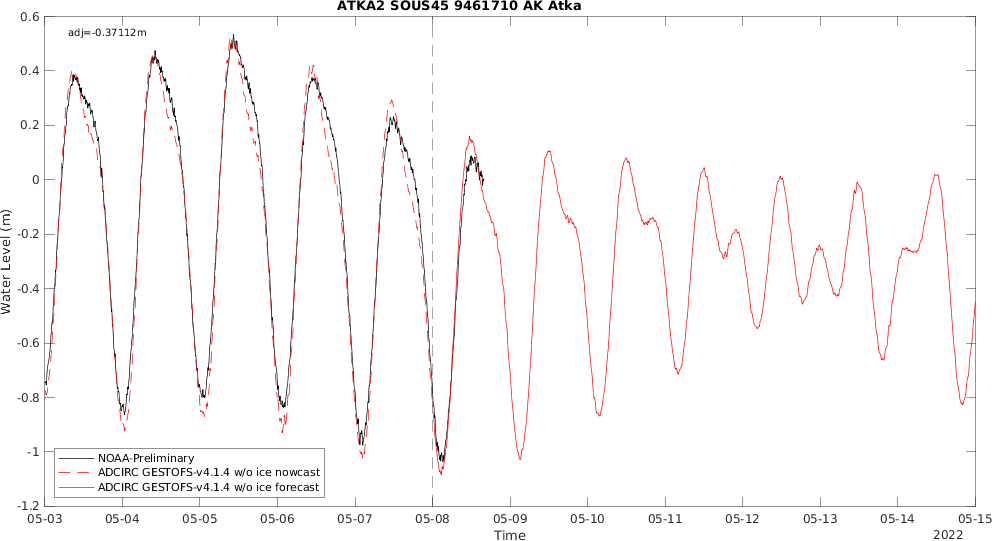 ATKA2 SOUS45 9461710 AK Atka
adj=-0.37112m
0.6
0.4
0.2
0
-0.2
-0.4
-0.6
-0.8
-1
-1.2
Water Level (m)
NOAA-Preliminary
ADCIRC GESTOFS-v4.1.4 w/o ice nowcast
ADCIRC GESTOFS-v4.1.4 w/o ice forecast
05-03 05-04 05-05 05-06 05-07 05-08 05-09 05-10 05-11 05-12 05-13 05-14 05-15
Time
2022